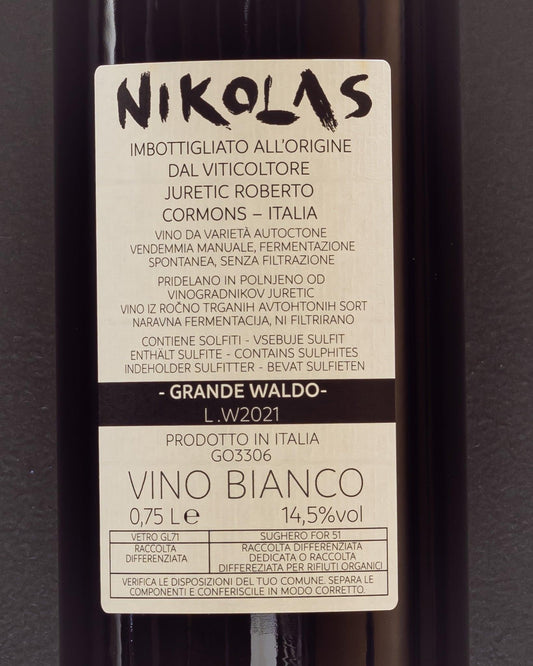 NIKOLAS
IMBOTTIGLIATO ALL'ORIGINE
DAL VITICOLTORE
JURETIC ROBERTO
CORMONS – ITALIA
VINO DA VARIETÀ AUTOCTONE
VENDEMMIA MANUALE, FERMENTAZIONE
SPONTANEA, SENZA FILTRAZIONE
PRIDELANO IN POLNJENO OD
VINOGRADNIKOV JURETIC
VINO IZ ROČNO TRGANIH AVTOHTONIH SORT
NARAVNA FERMENTACIJA, NI FILTRIRANO
CONTIENE SOLFITI - VSEBUJE SULFIT
ENTHÄLT SULFITE - CONTAINS SULPHITES
INDEHOLDER SULFITTER - BEVAT SULFIETEN
- GRANDE WALDO-
L.W2021
PRODOTTO IN ITALIA
GO3306
VINO BIANCO
0,75 L e 14,5%vol
VETRO GL71 SUGHERO FOR 51
RACCOLTA RACCOLTA DIFFERENZIATA
DIFFERENZIATA DEDICATA O RACCOLTA
DIFFEREZIATA PER RIFIUTI ORGANICI
VERIFICA LE DISPOSIZIONI DEL TUO COMUNE. SEPARA LE
COMPONENTI E CONFERISCILE IN MODO CORRETTO.